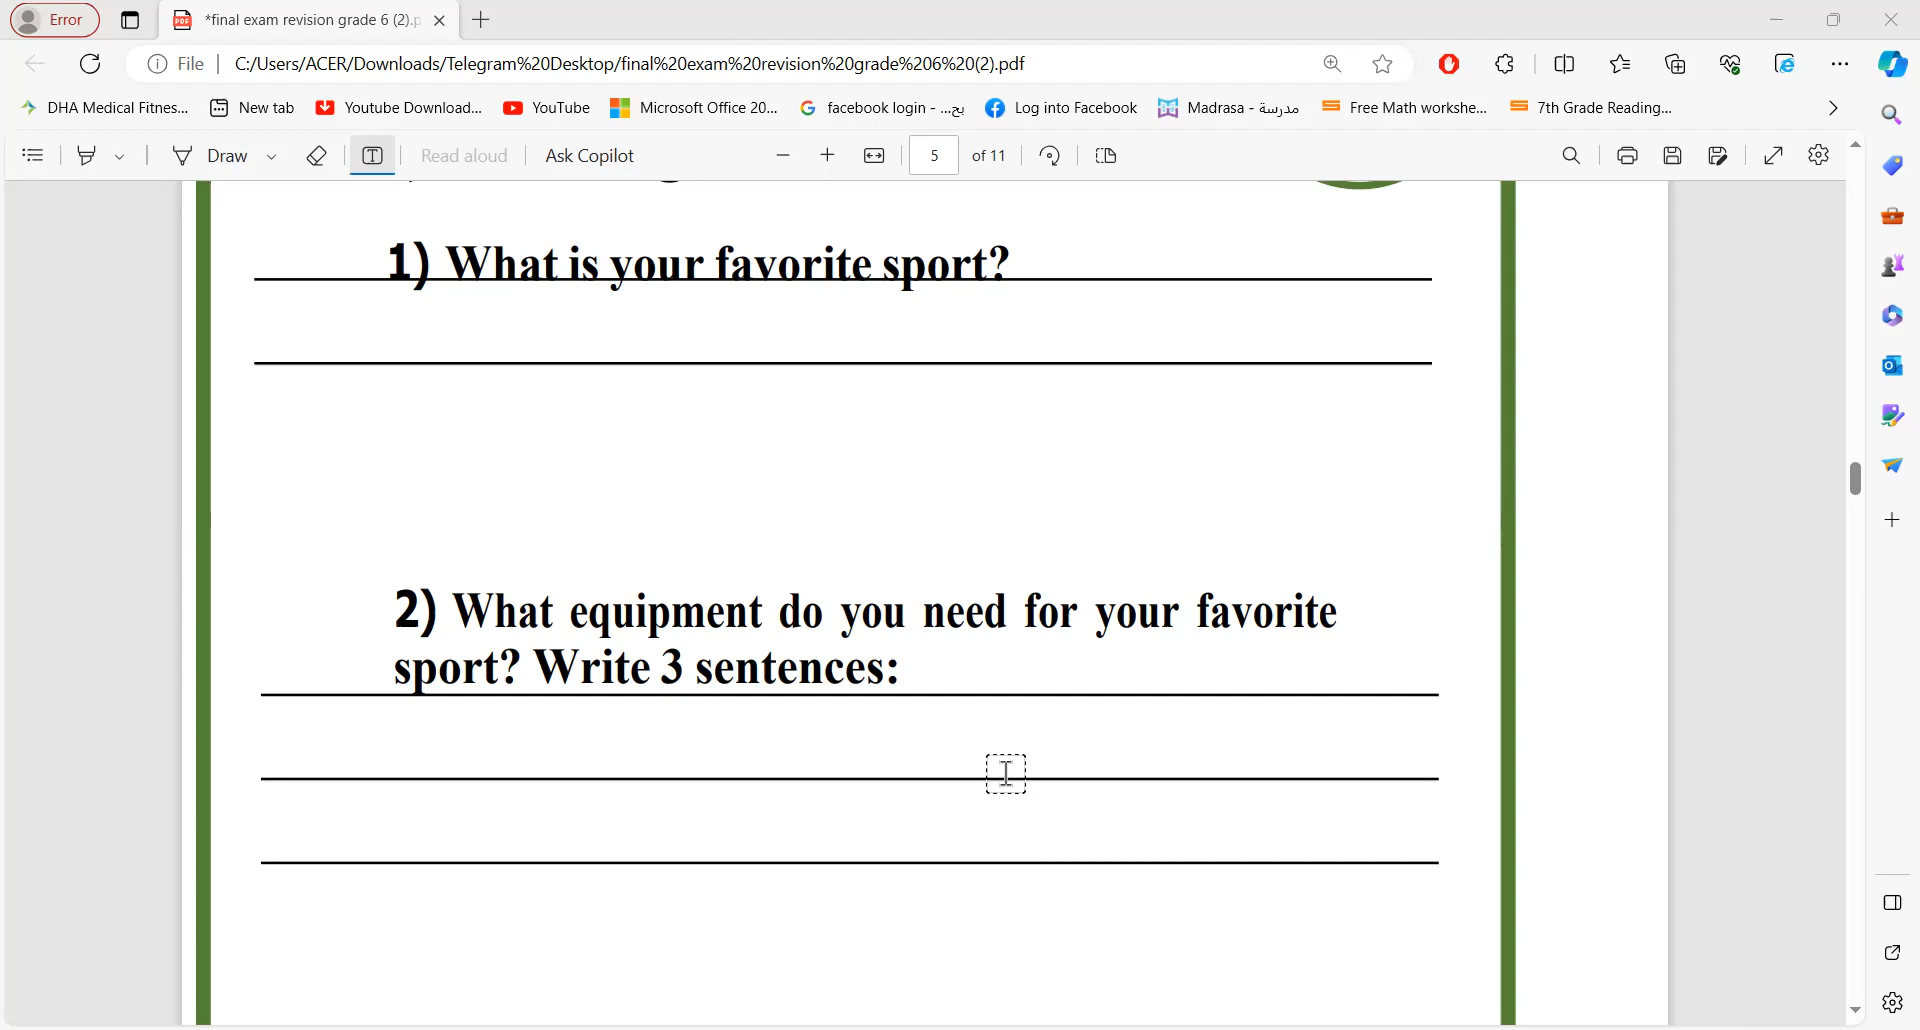 Error
*final exam revision grade 6 (2).p
File
C:/Users/ACER/Downloads/Telegram%20Desktop/final%20exam%20revision%20grade%206%20(2).pdf
DHA Medical Fitnes...
New tab
Youtube Download...
YouTube
Microsoft Office 20...
facebook login - ...بح
Log into Facebook
Madrasa - مدرسة
Free Math workshe...
7th Grade Reading...
Draw
Read aloud
Ask Copilot
5
of 11
1) What is your favorite sport?
2) What equipment do you need for your favorite
sport? Write 3 sentences: